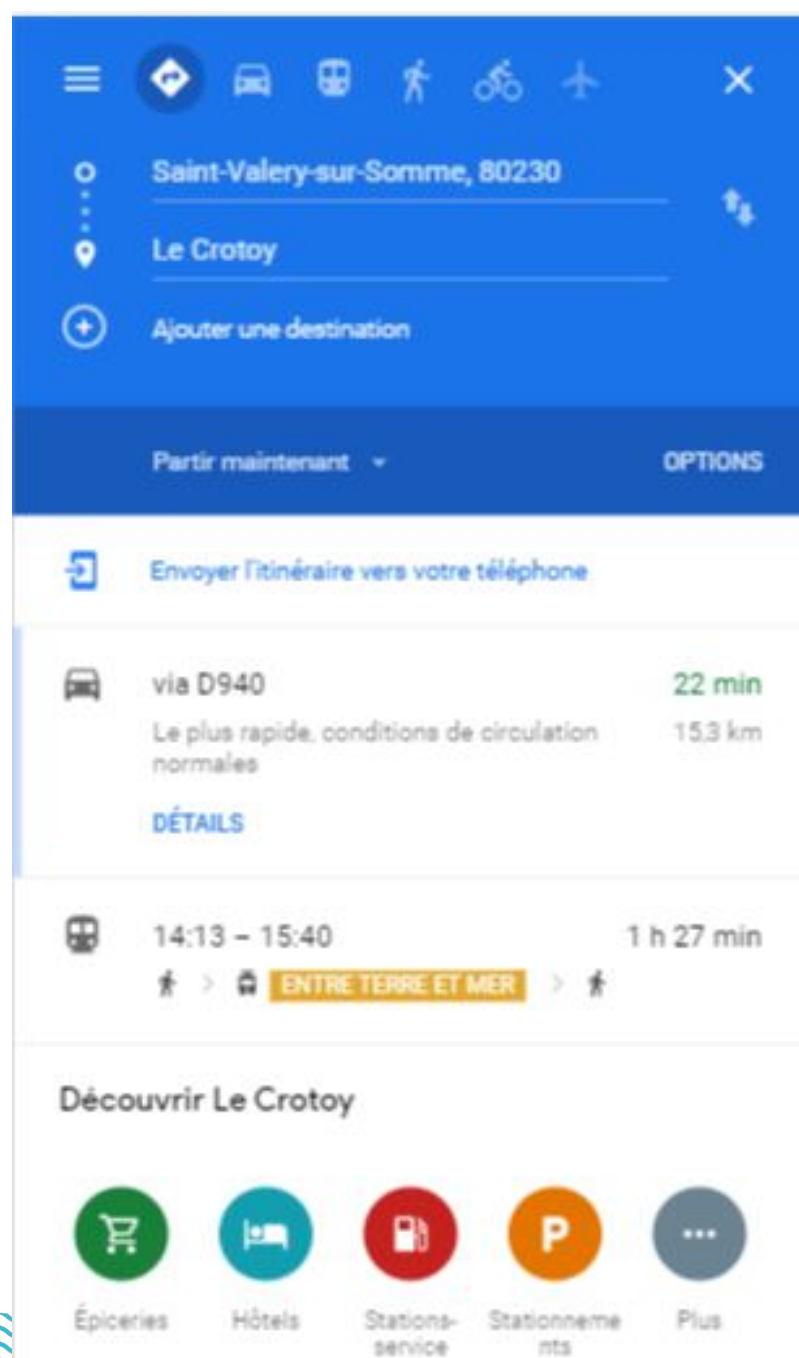 Saint-Valery-sur-Somme, 80230
Le Crotoy
Ajouter une destination
Partir maintenant
OPTIONS
Envoyer l'itinéraire vers votre téléphone
via D940
22 min
Le plus rapide, conditions de circulation
15,3 km
normales
DÉTAILS
14:13 – 15:40
1 h 27 min
ENTRE TERRE ET MER
Découvrir Le Crotoy
P
Épiceries
Hôtels
Stations-
service
Stationneme
nts
Plus